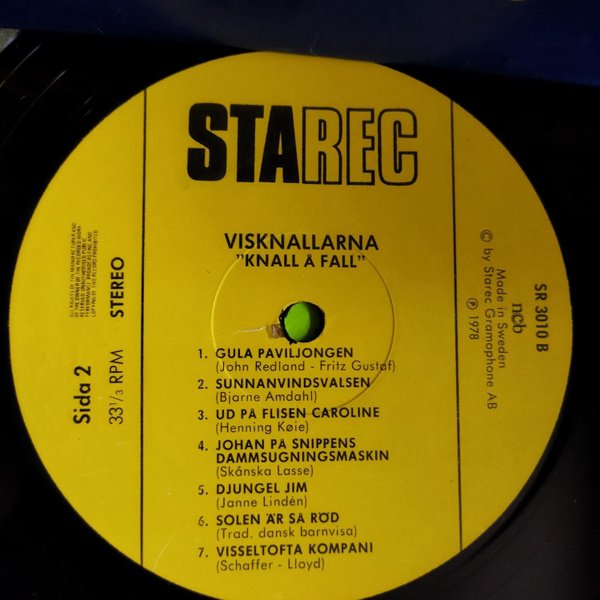 STAREC
VISKNALLARNA
"KNALL Å FALL"
1. GULA PAVILJONGEN
(John Redland - Fritz Gustaf)
2. SUNNANVINDSVALSEN
(Bjarne Amdahl)
3. UD PÅ FLISEN CAROLINE
(Henning Køie)
4. JOHAN PÅ SNIPPENS
DAMMSUGNINGSMASKIN
(Skånska Lasse)
5. DJUNGEL JIM
(Janne Lindén)
6. SOLEN ÄR SÅ RÖD
(Trad. dansk barnvisa)
7. VISSELTOFTA KOMPANI
(Schaffer - Lloyd)
Sida 2
33 1/3 RPM STEREO
SR 3010 B
ncb
Made in Sweden
© by Starec Gramophone AB
℗ 1978